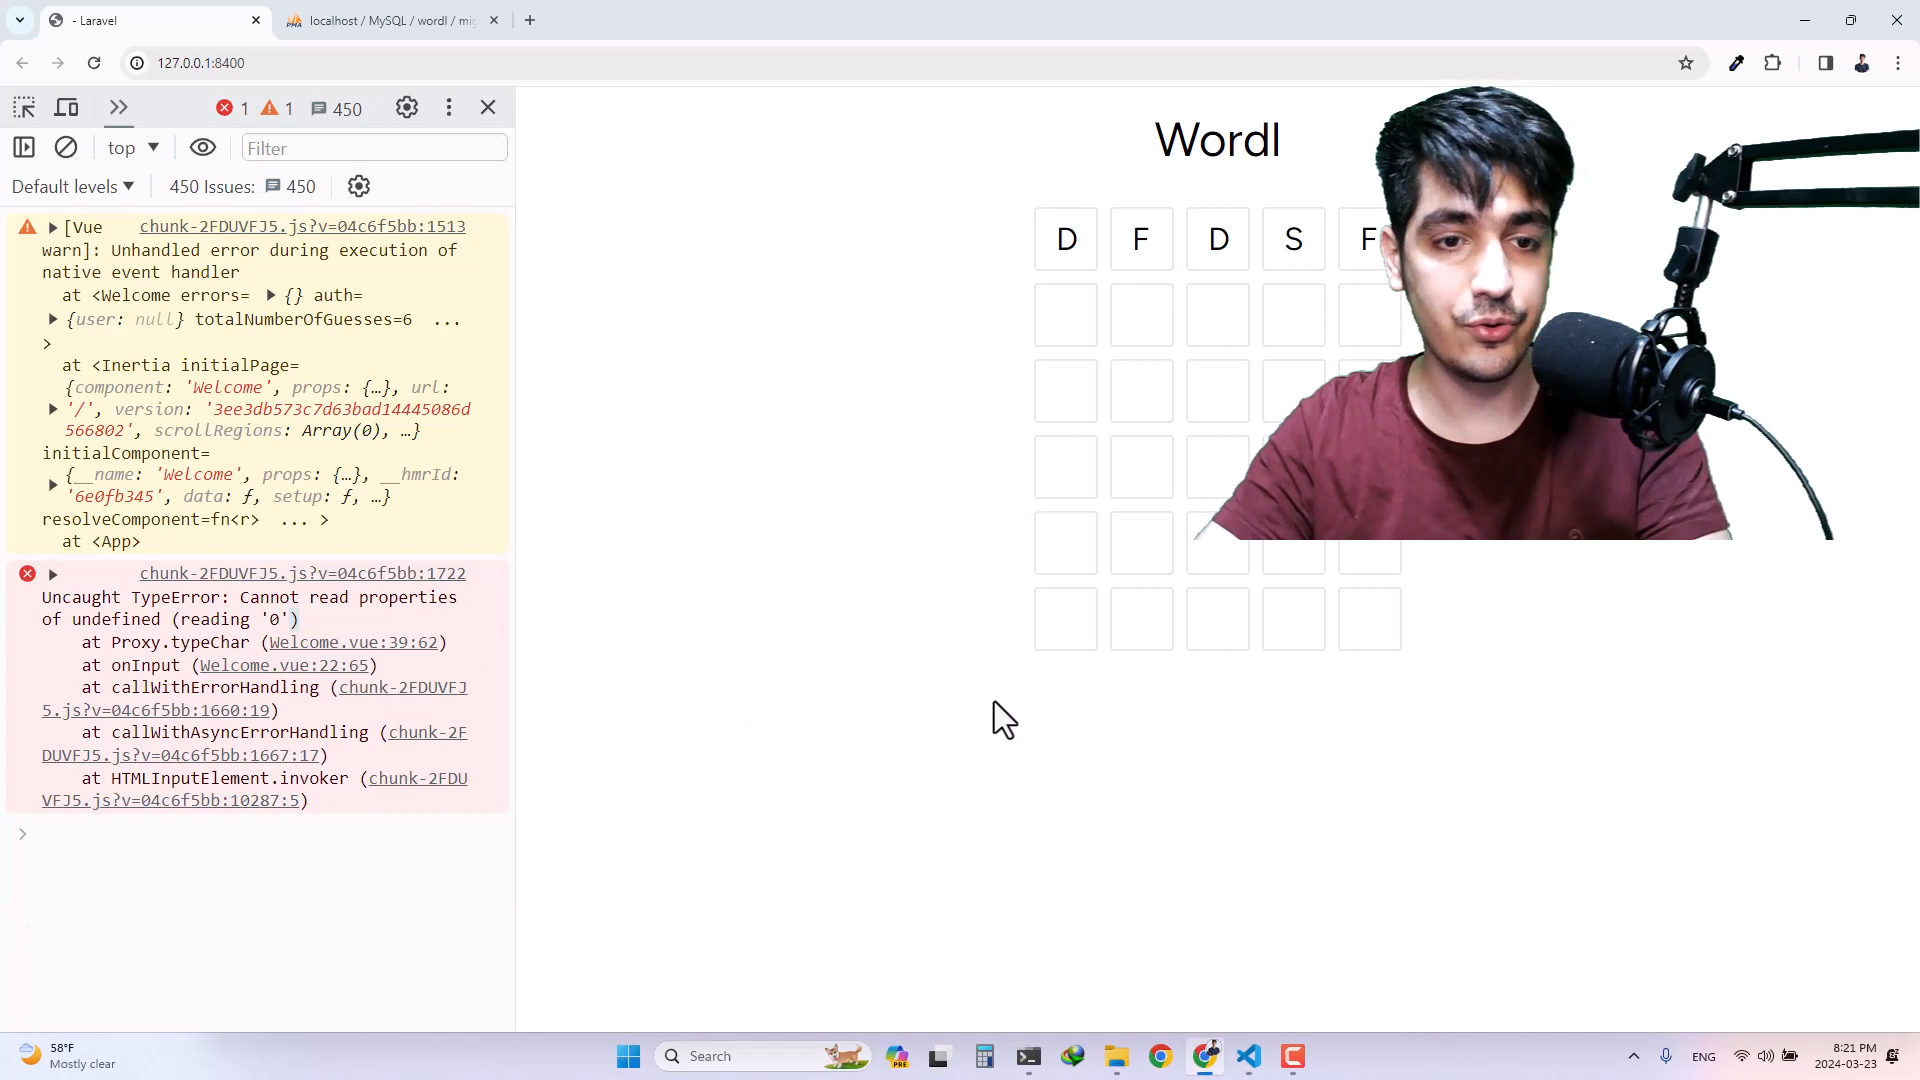 - Laravel
PMA
localhost / MySQL / wordl / mig
127.0.0.1:8400
1
1
450
top
Filter
Default levels
450 Issues:
450
[Vue chunk-2FDUVFJ5.js?v=04c6f5bb:1513
warn]: Unhandled error during execution of
native event handler
at <Welcome errors= {} auth=
{user: null} totalNumberOfGuesses=6 ...
>
at <Inertia initialPage=
{component: 'Welcome', props: {…}, url:
'/', version: '3ee3db573c7d63bad14445086d
566802', scrollRegions: Array(0), …}
initialComponent=
{__name: 'Welcome', props: {…}, __hmrId:
'6e0fb345', data: ƒ, setup: ƒ, …}
resolveComponent=fn<r> ... >
at <App>
chunk-2FDUVFJ5.js?v=04c6f5bb:1722
Uncaught TypeError: Cannot read properties
of undefined (reading '0')
at Proxy.typeChar (Welcome.vue:39:62)
at onInput (Welcome.vue:22:65)
at callWithErrorHandling (chunk-2FDUVFJ
5.js?v=04c6f5bb:1660:19)
at callWithAsyncErrorHandling (chunk-2F
DUVFJ5.js?v=04c6f5bb:1667:17)
at HTMLInputElement.invoker (chunk-2FDU
VFJ5.js?v=04c6f5bb:10287:5)
Wordl
D F D S F
58°F
Mostly clear
Search
PRE
ENG
8:21 PM
2024-03-23